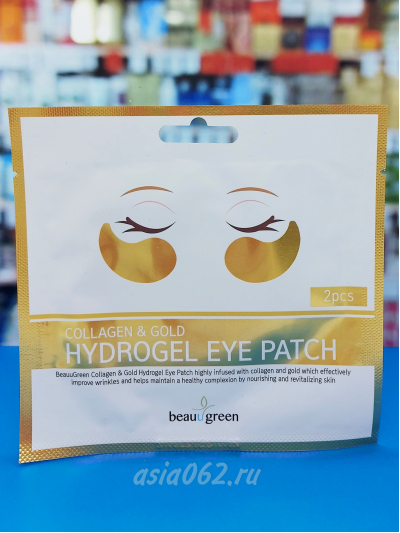 2pcs
COLLAGEN & GOLD
HYDROGEL EYE PATCH
BeauuGreen Collagen & Gold Hydrogel Eye Patch highly infused with collagen and gold which effectively
improve wrinkles and helps maintain a healthy complexion by nourishing and revitalizing skin
beauugreen
asia062.ru